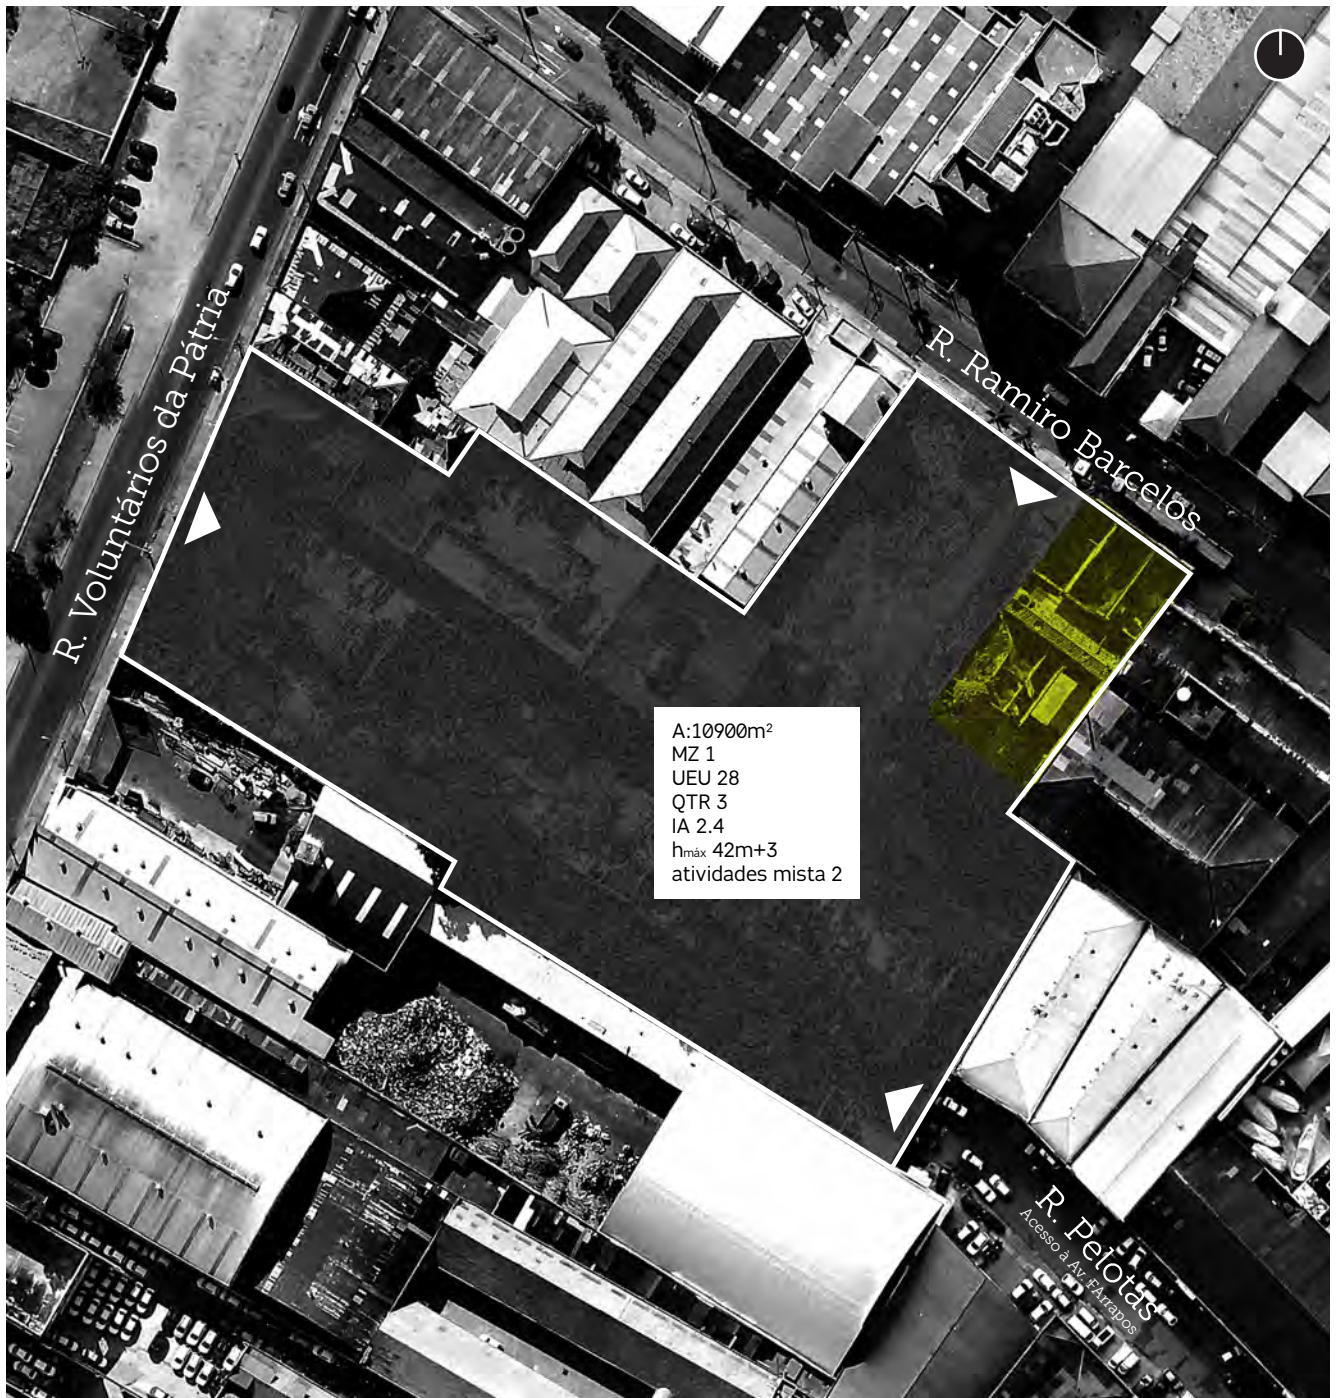 R. Voluntários da Pátria
R. Ramiro Barcelos
A:10900m²
MZ 1
UEU 28
QTR 3
IA 2.4
hmáx 42m+3
atividades mista 2
R. Pelotas
Acesso à Av. FArrapos